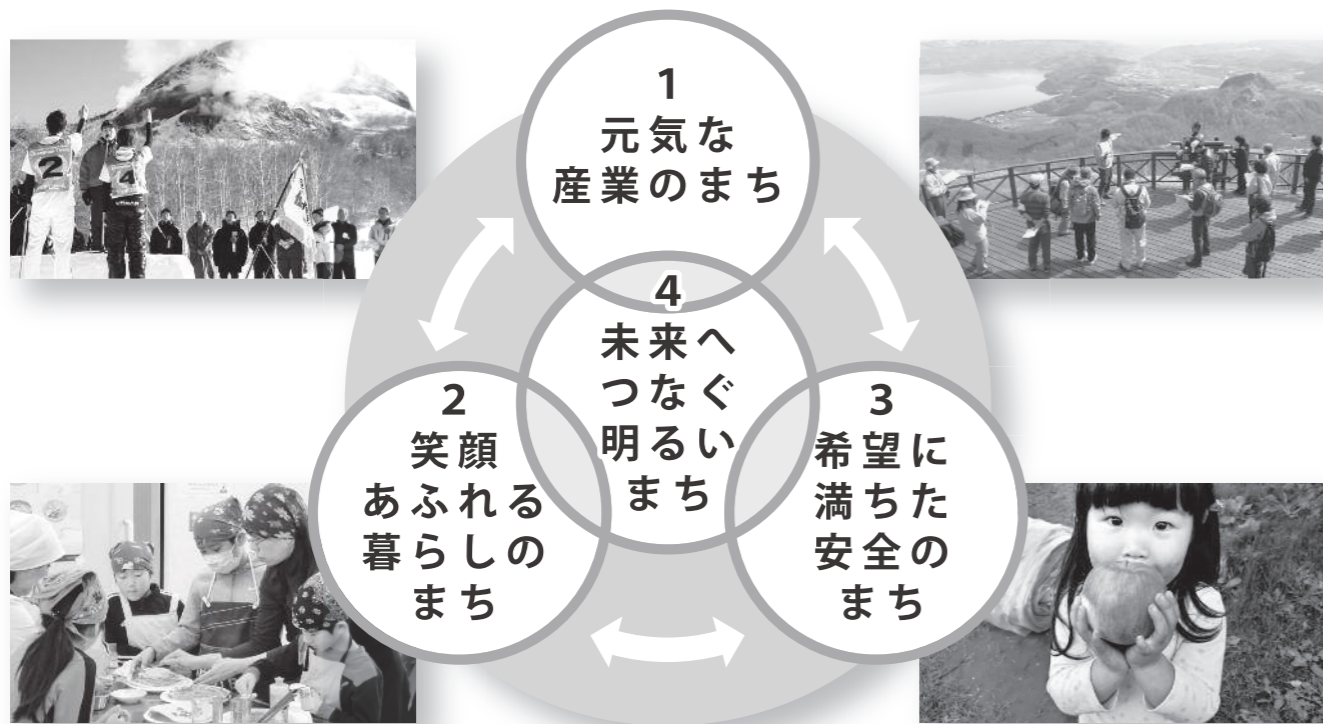 1
元気な
産業のまち
4
未来へ
つなぐ
明るい
まち
2
笑顔
あふれる
暮らしの
まち
3
希望に
満ちた
安全の
まち
2
4